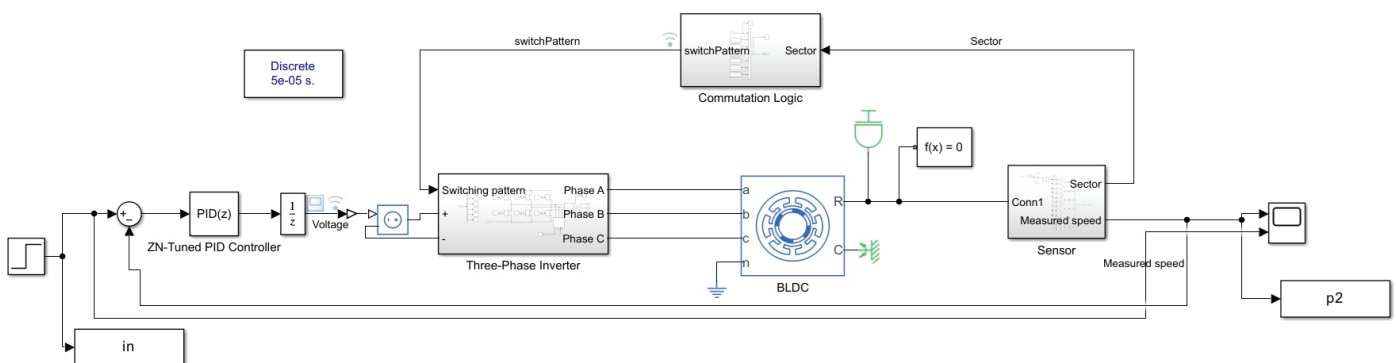 switchPattern
Sector
switchPattern
Sector
Commutation Logic
Discrete
5e-05 s.
f(x) = 0
Switching pattern
+
-
Phase A
Phase B
Phase C
Three-Phase Inverter
a
b
c
n
R
C
BLDC
Conn1
Sector
Measured speed
Sensor
Measured speed
+
−
PID(z)
ZN-Tuned PID Controller
1
z
Voltage
p2
in